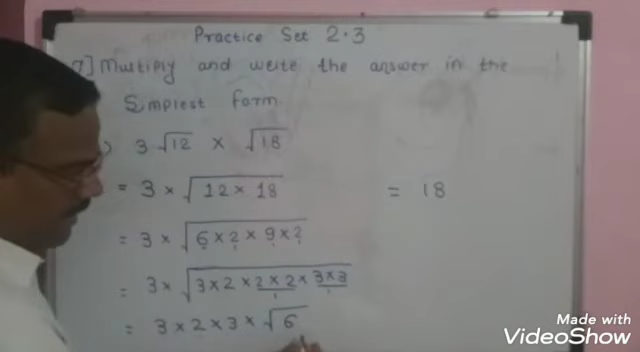 Practice Set 2.3
7] Multiply and write the answer in the
Simplest form
) 3 √12 × √18
= 3 × √12 × 18
= 3 × √6 × 2 × 9 × 2
= 3 × √3 × 2 × 2 × 2 × 3 × 3
= 3 × 2 × 3 × √6
= 18
Made with
VideoShow